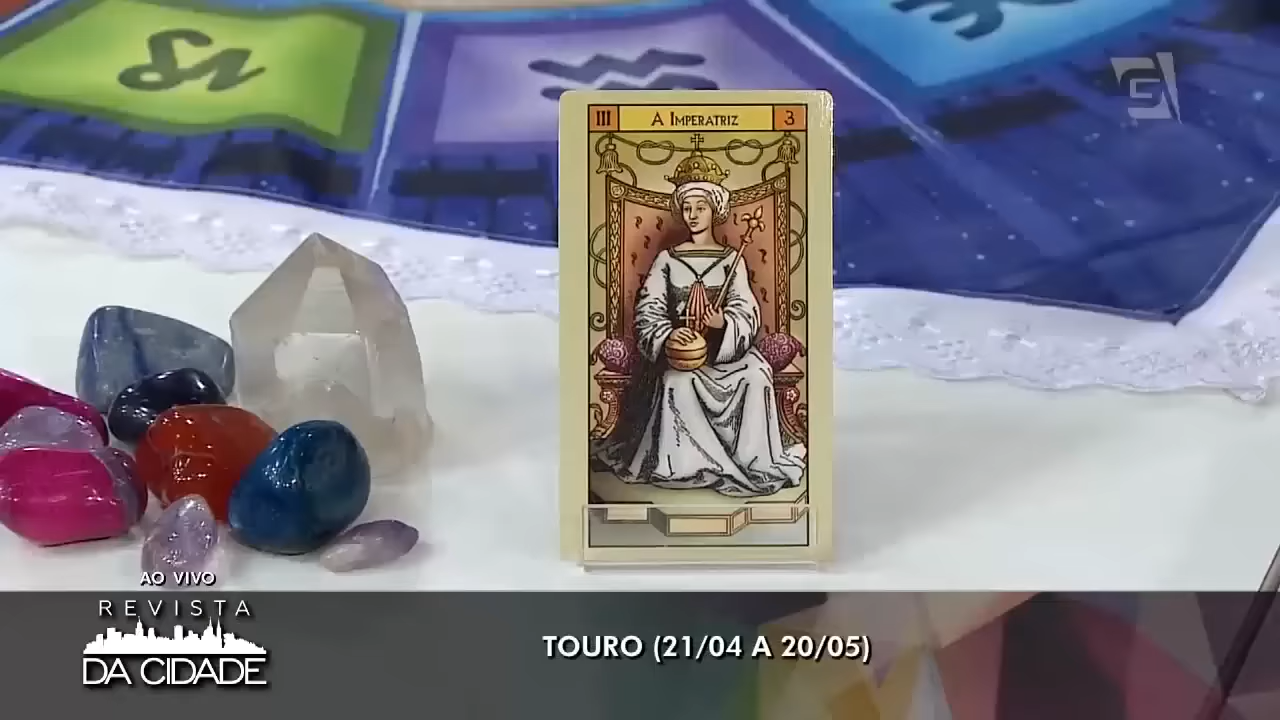 III A IMPERATRIZ 3
AO VIVO
REVISTA
DA CIDADE
TOURO (21/04 A 20/05)